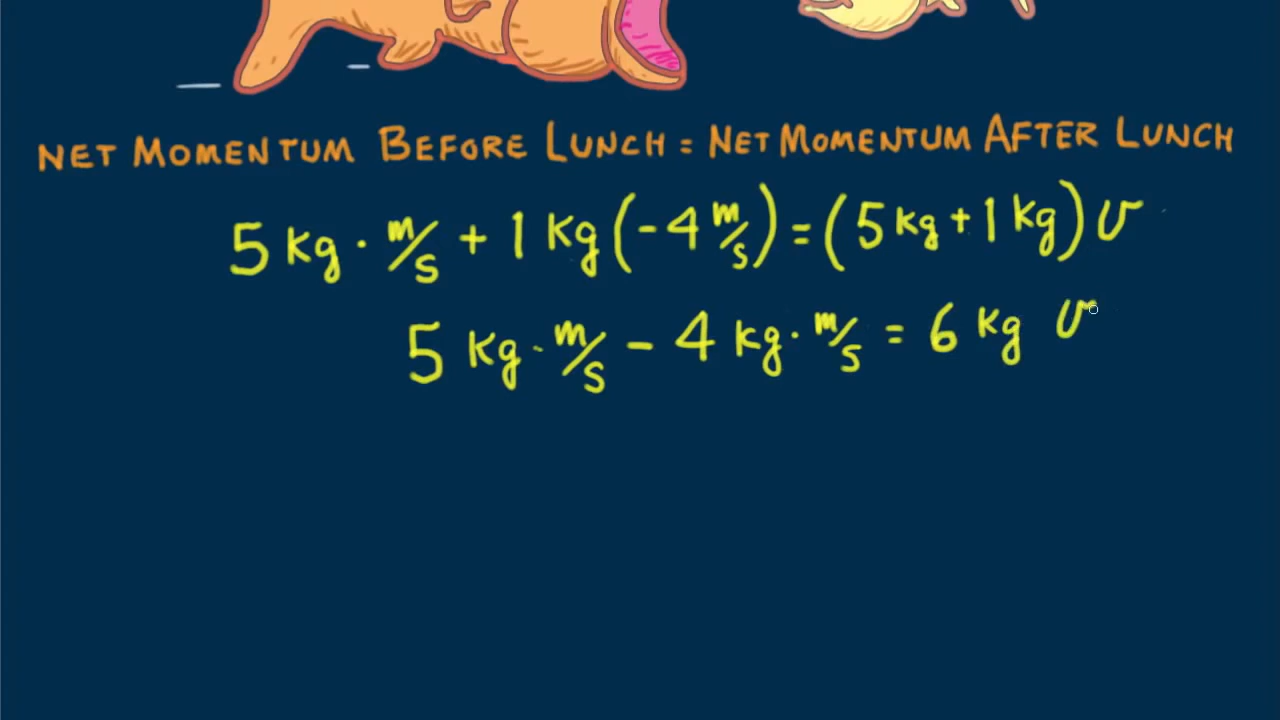 NET MOMENTUM BEFORE LUNCH = NET MOMENTUM AFTER LUNCH
5 kg · m/s + 1 kg (-4 m/s) = (5 kg + 1 kg) v
5 kg · m/s - 4 kg · m/s = 6 kg v